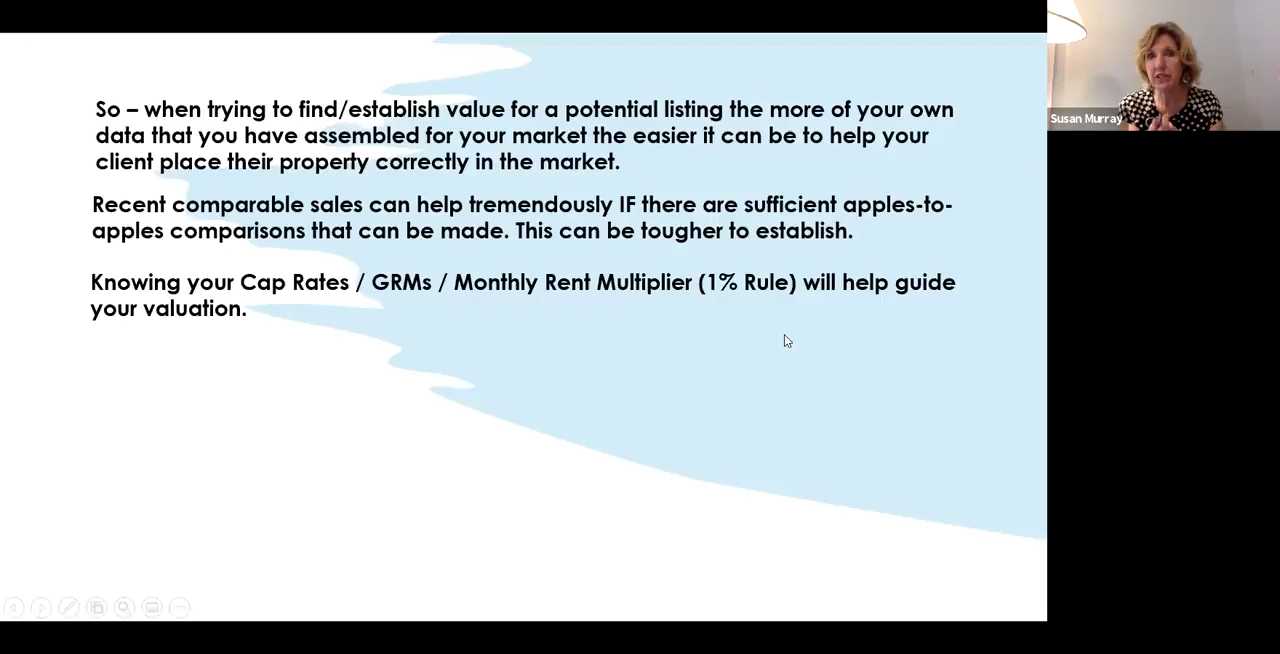 So – when trying to find/establish value for a potential listing the more of your own
data that you have assembled for your market the easier it can be to help your
client place their property correctly in the market.
Recent comparable sales can help tremendously IF there are sufficient apples-to-
apples comparisons that can be made. This can be tougher to establish.
Knowing your Cap Rates / GRMs / Monthly Rent Multiplier (1% Rule) will help guide
your valuation.
Susan Murray